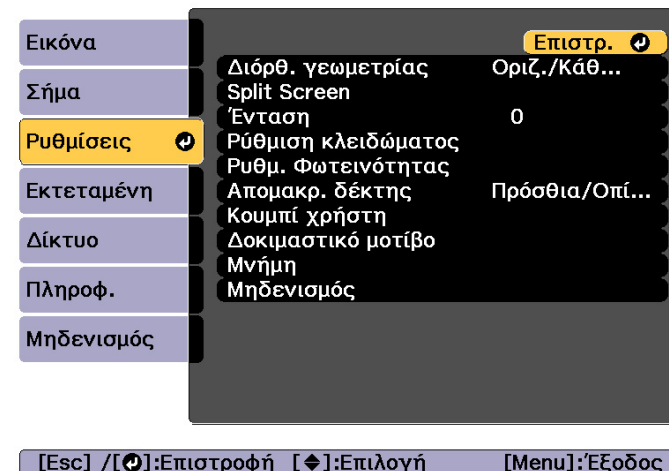 Εικόνα
Σήμα
Ρυθμίσεις
Εκτεταμένη
Δίκτυο
Πληροφ.
Μηδενισμός
Επιστρ.
Διόρθ. γεωμετρίας Οριζ./Κάθ...
Split Screen
Ένταση 0
Ρύθμιση κλειδώματος
Ρυθμ. Φωτεινότητας
Απομακρ. δέκτης Πρόσθια/Οπί...
Κουμπί χρήστη
Δοκιμαστικό μοτίβο
Μνήμη
Μηδενισμός
[Esc] /[]:Επιστροφή []:Επιλογή [Menu]:Έξοδος